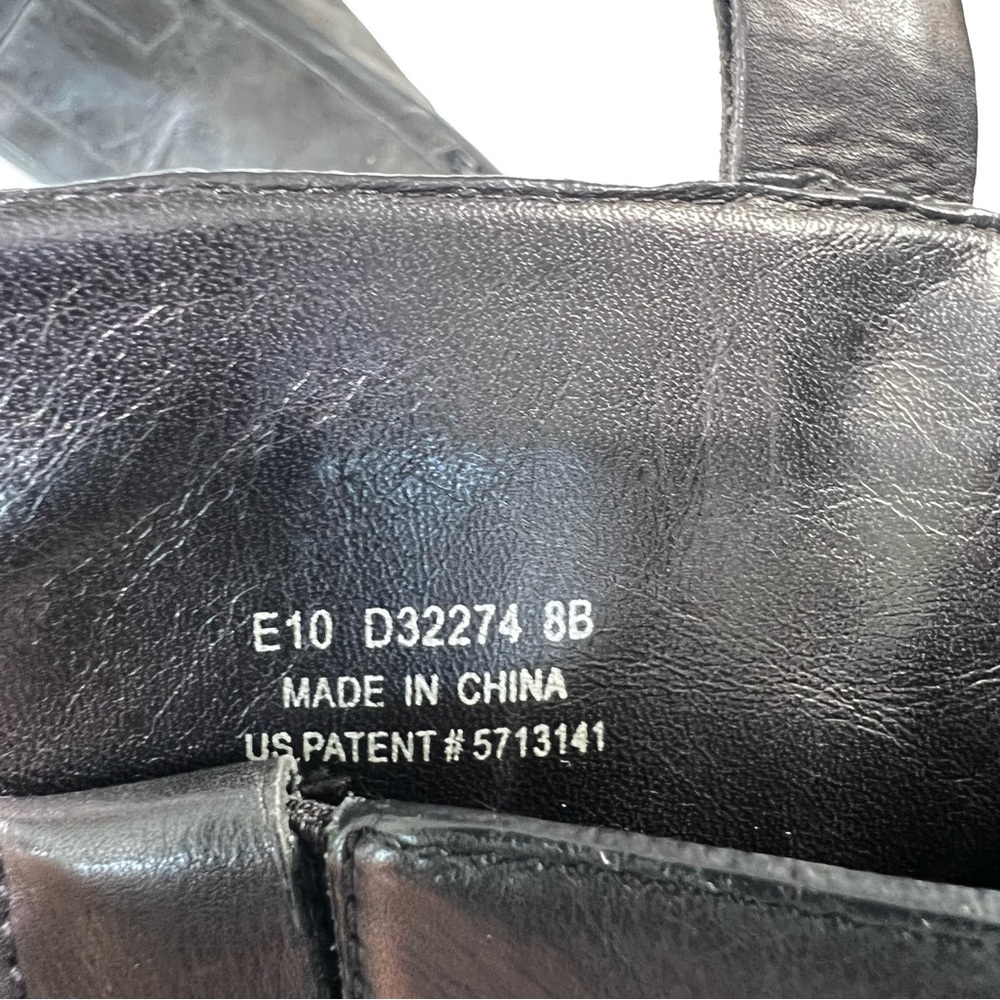 E10 D32274 8B
MADE IN CHINA
US.PATENT # 5713141